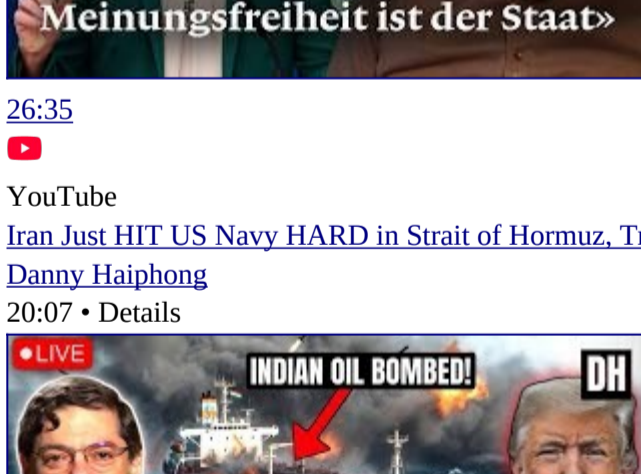 Meinungsfreiheit ist der Staat»
26:35
YouTube
Iran Just HIT US Navy HARD in Strait of Hormuz, Tr
Danny Haiphong
20:07 • Details
LIVE
INDIAN OIL BOMBED!
DH